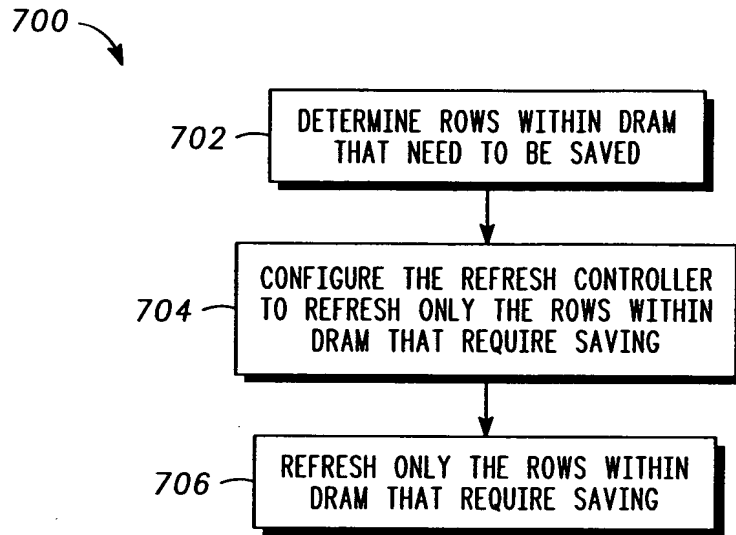 700
702
DETERMINE ROWS WITHIN DRAM
THAT NEED TO BE SAVED
704
CONFIGURE THE REFRESH CONTROLLER
TO REFRESH ONLY THE ROWS WITHIN
DRAM THAT REQUIRE SAVING
706
REFRESH ONLY THE ROWS WITHIN
DRAM THAT REQUIRE SAVING